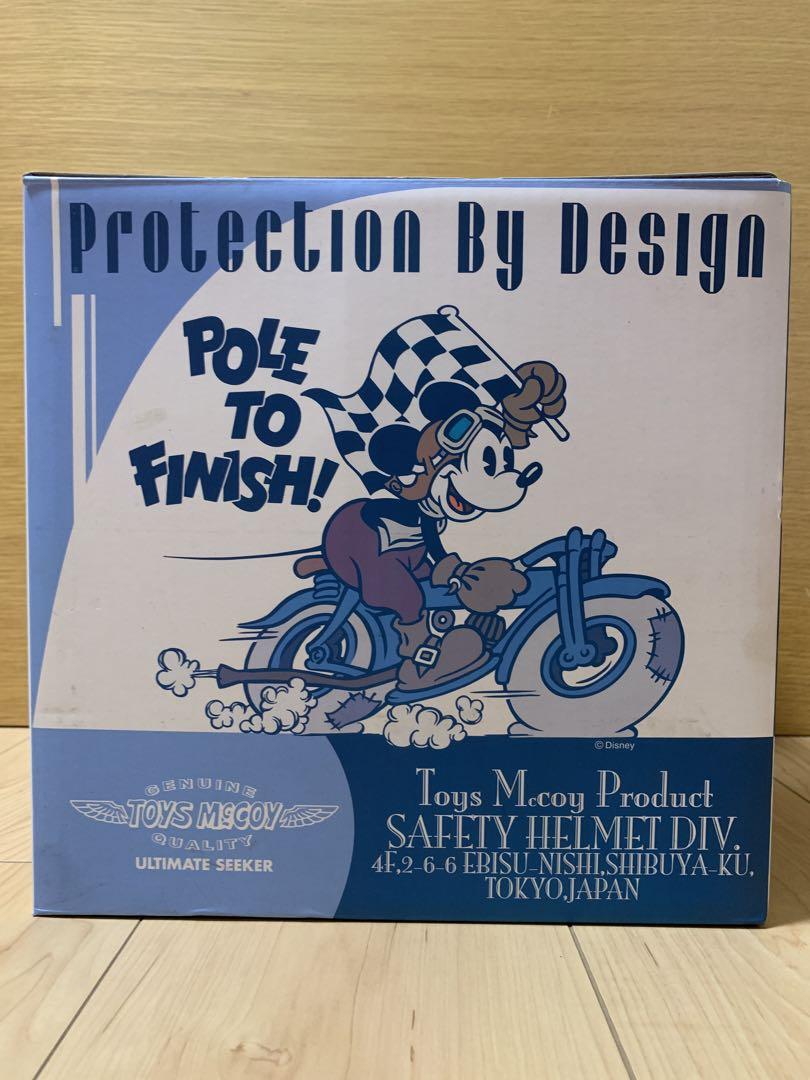 Protection By Design
POLE
TO
FINISH!
©Disney
GENUINE
TOYS McCOY
QUALITY
ULTIMATE SEEKER
Toys McCoy Product
SAFETY HELMET DIV.
4F,2-6-6 EBISU-NISHI,SHIBUYA-KU,
TOKYO,JAPAN